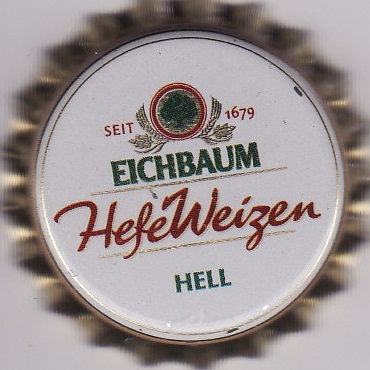 SEIT 1679
EICHBAUM
HefeWeizen
HELL